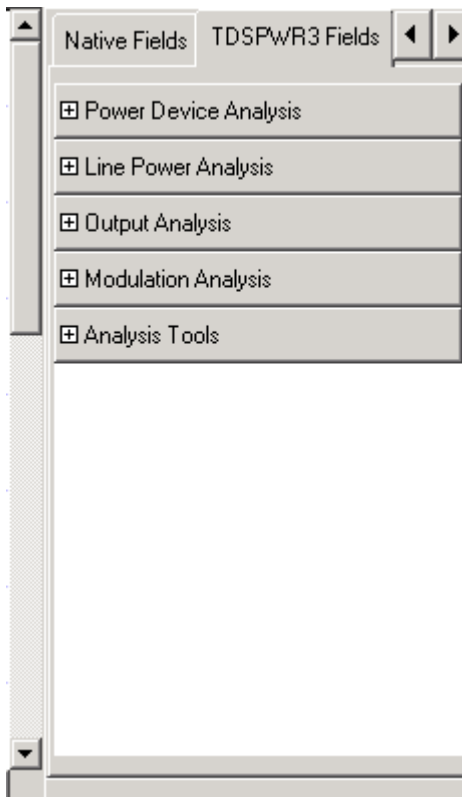 Native Fields TDSPWR3 Fields
Power Device Analysis
Line Power Analysis
Output Analysis
Modulation Analysis
Analysis Tools